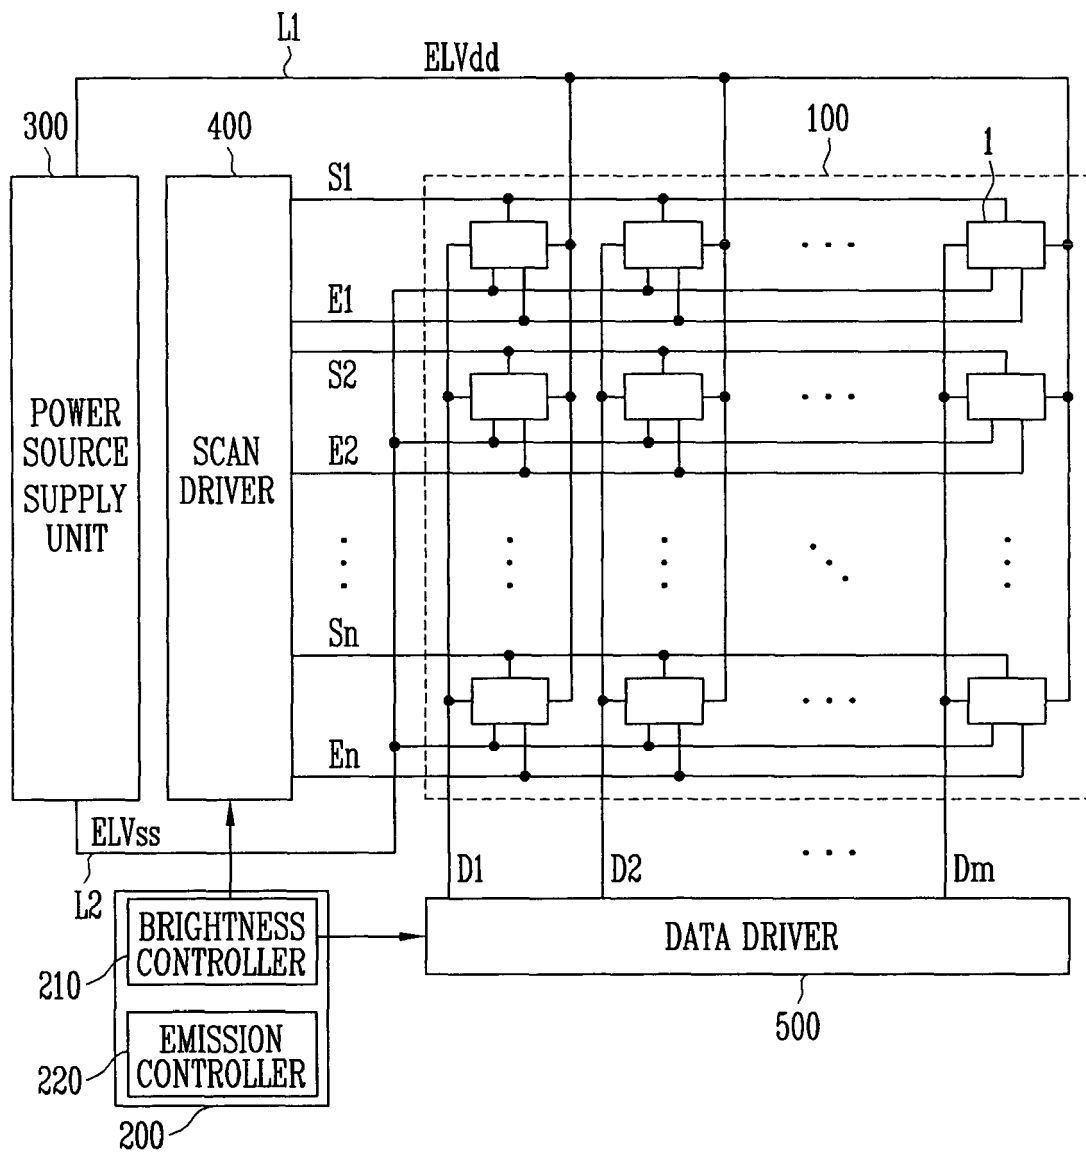 L1
ELVdd
300
400
100
1
S1
E1
S2
E2
POWER
SOURCE
SUPPLY
UNIT
SCAN
DRIVER
Sn
En
ELVss
L2
D1
D2
Dm
BRIGHTNESS
CONTROLLER
DATA DRIVER
210
500
EMISSION
CONTROLLER
220
200